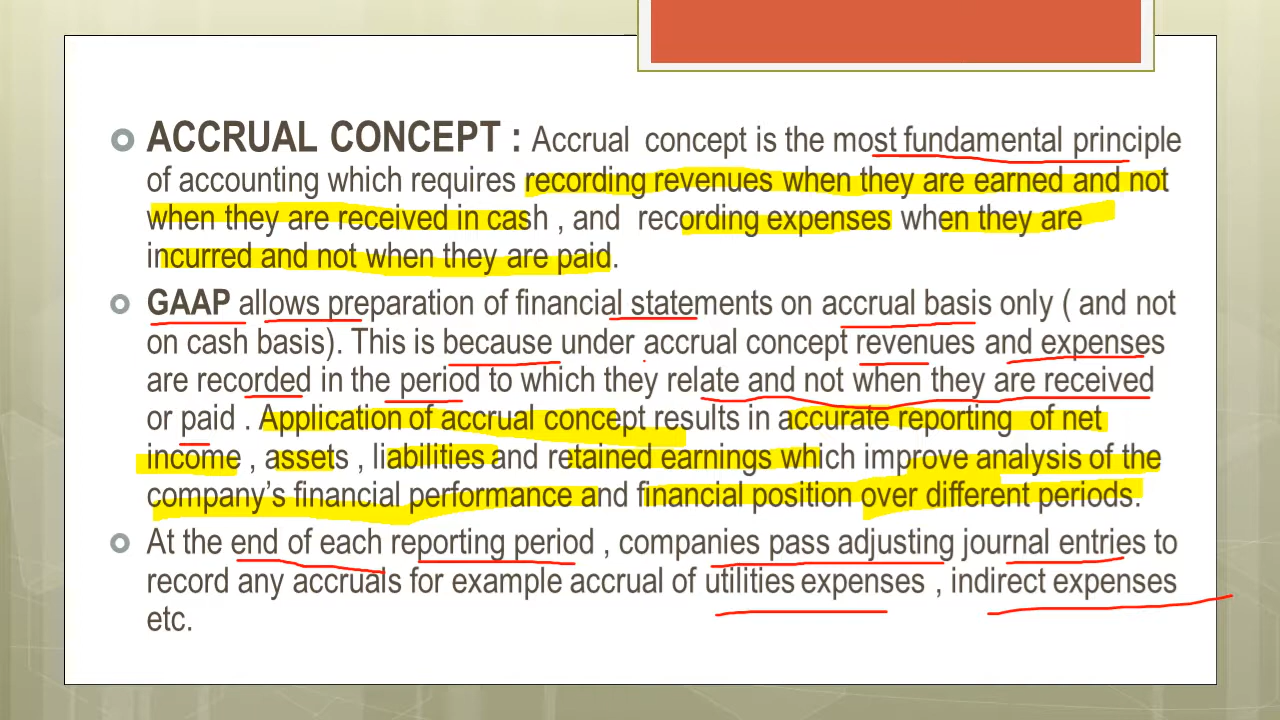 ACCRUAL CONCEPT : Accrual concept is the most fundamental principle
of accounting which requires recording revenues when they are earned and not
when they are received in cash , and recording expenses when they are
incurred and not when they are paid.
GAAP allows preparation of financial statements on accrual basis only ( and not
on cash basis). This is because under accrual concept revenues and expenses
are recorded in the period to which they relate and not when they are received
or paid . Application of accrual concept results in accurate reporting of net
income , assets , liabilities and retained earnings which improve analysis of the
company's financial performance and financial position over different periods.
At the end of each reporting period , companies pass adjusting journal entries to
record any accruals for example accrual of utilities expenses , indirect expenses
etc.